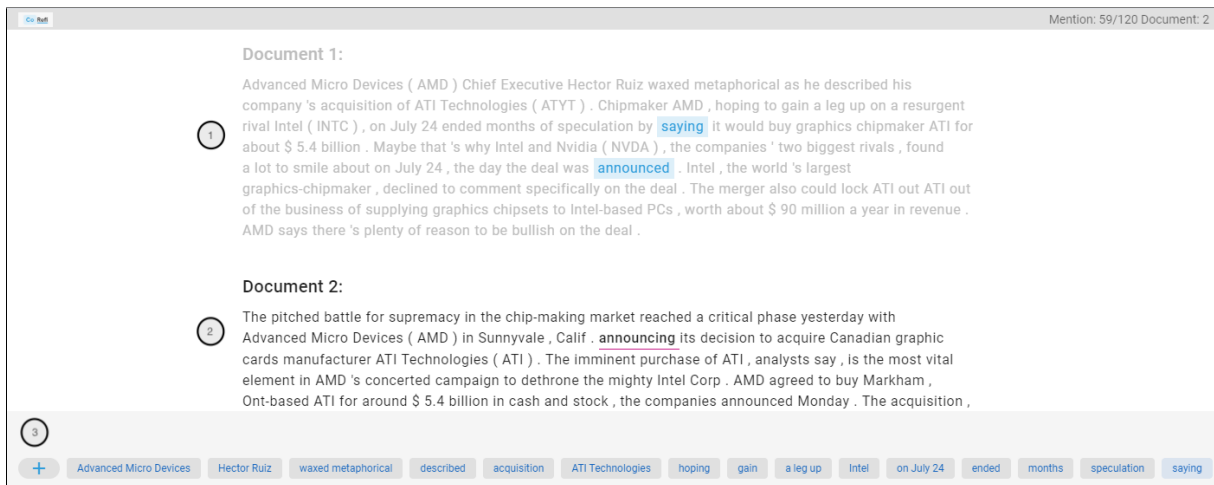 Co Refi
Mention: 59/120 Document: 2
Document 1:
Advanced Micro Devices ( AMD ) Chief Executive Hector Ruiz waxed metaphorical as he described his
company 's acquisition of ATI Technologies ( ATYT ) . Chipmaker AMD , hoping to gain a leg up on a resurgent
1
rival Intel ( INTC ) , on July 24 ended months of speculation by saying it would buy graphics chipmaker ATI for
about $ 5.4 billion . Maybe that 's why Intel and Nvidia ( NVDA ) , the companies ' two biggest rivals , found
a lot to smile about on July 24 , the day the deal was announced . Intel , the world 's largest
graphics-chipmaker , declined to comment specifically on the deal . The merger also could lock ATI out ATI out
of the business of supplying graphics chipsets to Intel-based PCs , worth about $ 90 million a year in revenue .
AMD says there 's plenty of reason to be bullish on the deal .
Document 2:
The pitched battle for supremacy in the chip-making market reached a critical phase yesterday with
2
Advanced Micro Devices ( AMD ) in Sunnyvale , Calif . announcing its decision to acquire Canadian graphic
cards manufacturer ATI Technologies ( ATI ) . The imminent purchase of ATI , analysts say , is the most vital
element in AMD 's concerted campaign to dethrone the mighty Intel Corp . AMD agreed to buy Markham ,
Ont-based ATI for around $ 5.4 billion in cash and stock , the companies announced Monday . The acquisition ,
3
+ Advanced Micro Devices Hector Ruiz waxed metaphorical described acquisition ATI Technologies hoping gain a leg up Intel on July 24 ended months speculation saying